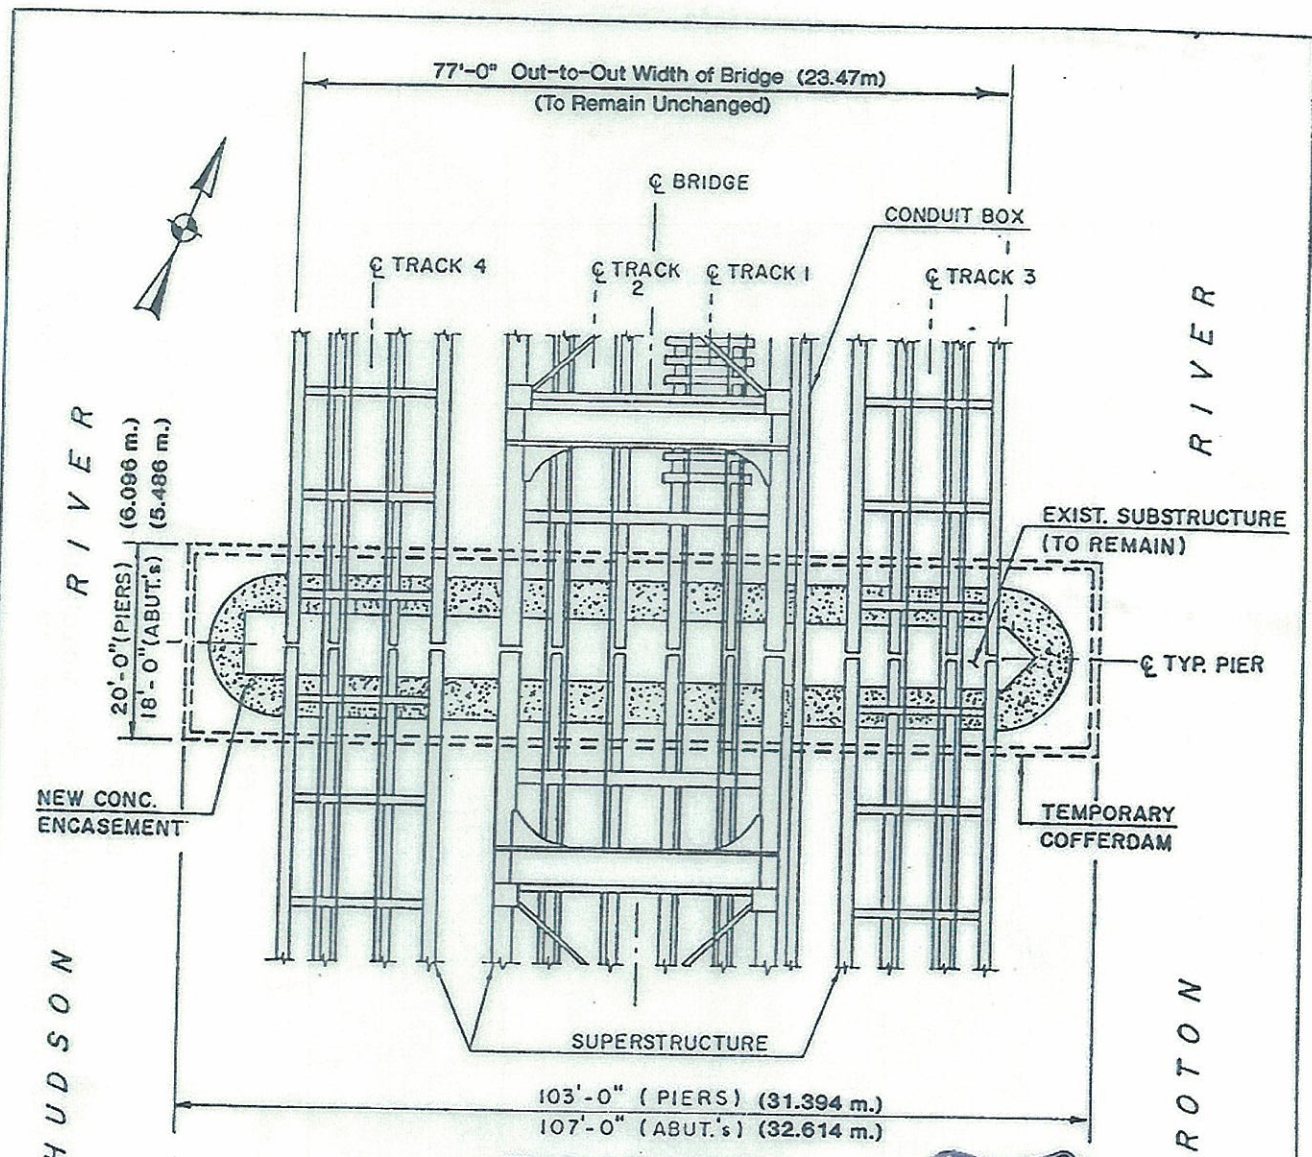 77'-0" Out-to-Out Width of Bridge (23.47m)
(To Remain Unchanged)
℄ BRIDGE
CONDUIT BOX
℄ TRACK 4
℄ TRACK
2
℄ TRACK 1
℄ TRACK 3
RIVER
RIVER
(6.096 m.)
(5.486 m.)
20'-0" (PIERS)
18'-0" (ABUT.'s)
EXIST. SUBSTRUCTURE
(TO REMAIN)
℄ TYP. PIER
NEW CONC.
ENCASEMENT
TEMPORARY
COFFERDAM
SUPERSTRUCTURE
HUDSON
ROTON
103'-0" (PIERS) (31.394 m.)
107'-0" (ABUT.'s) (32.614 m.)